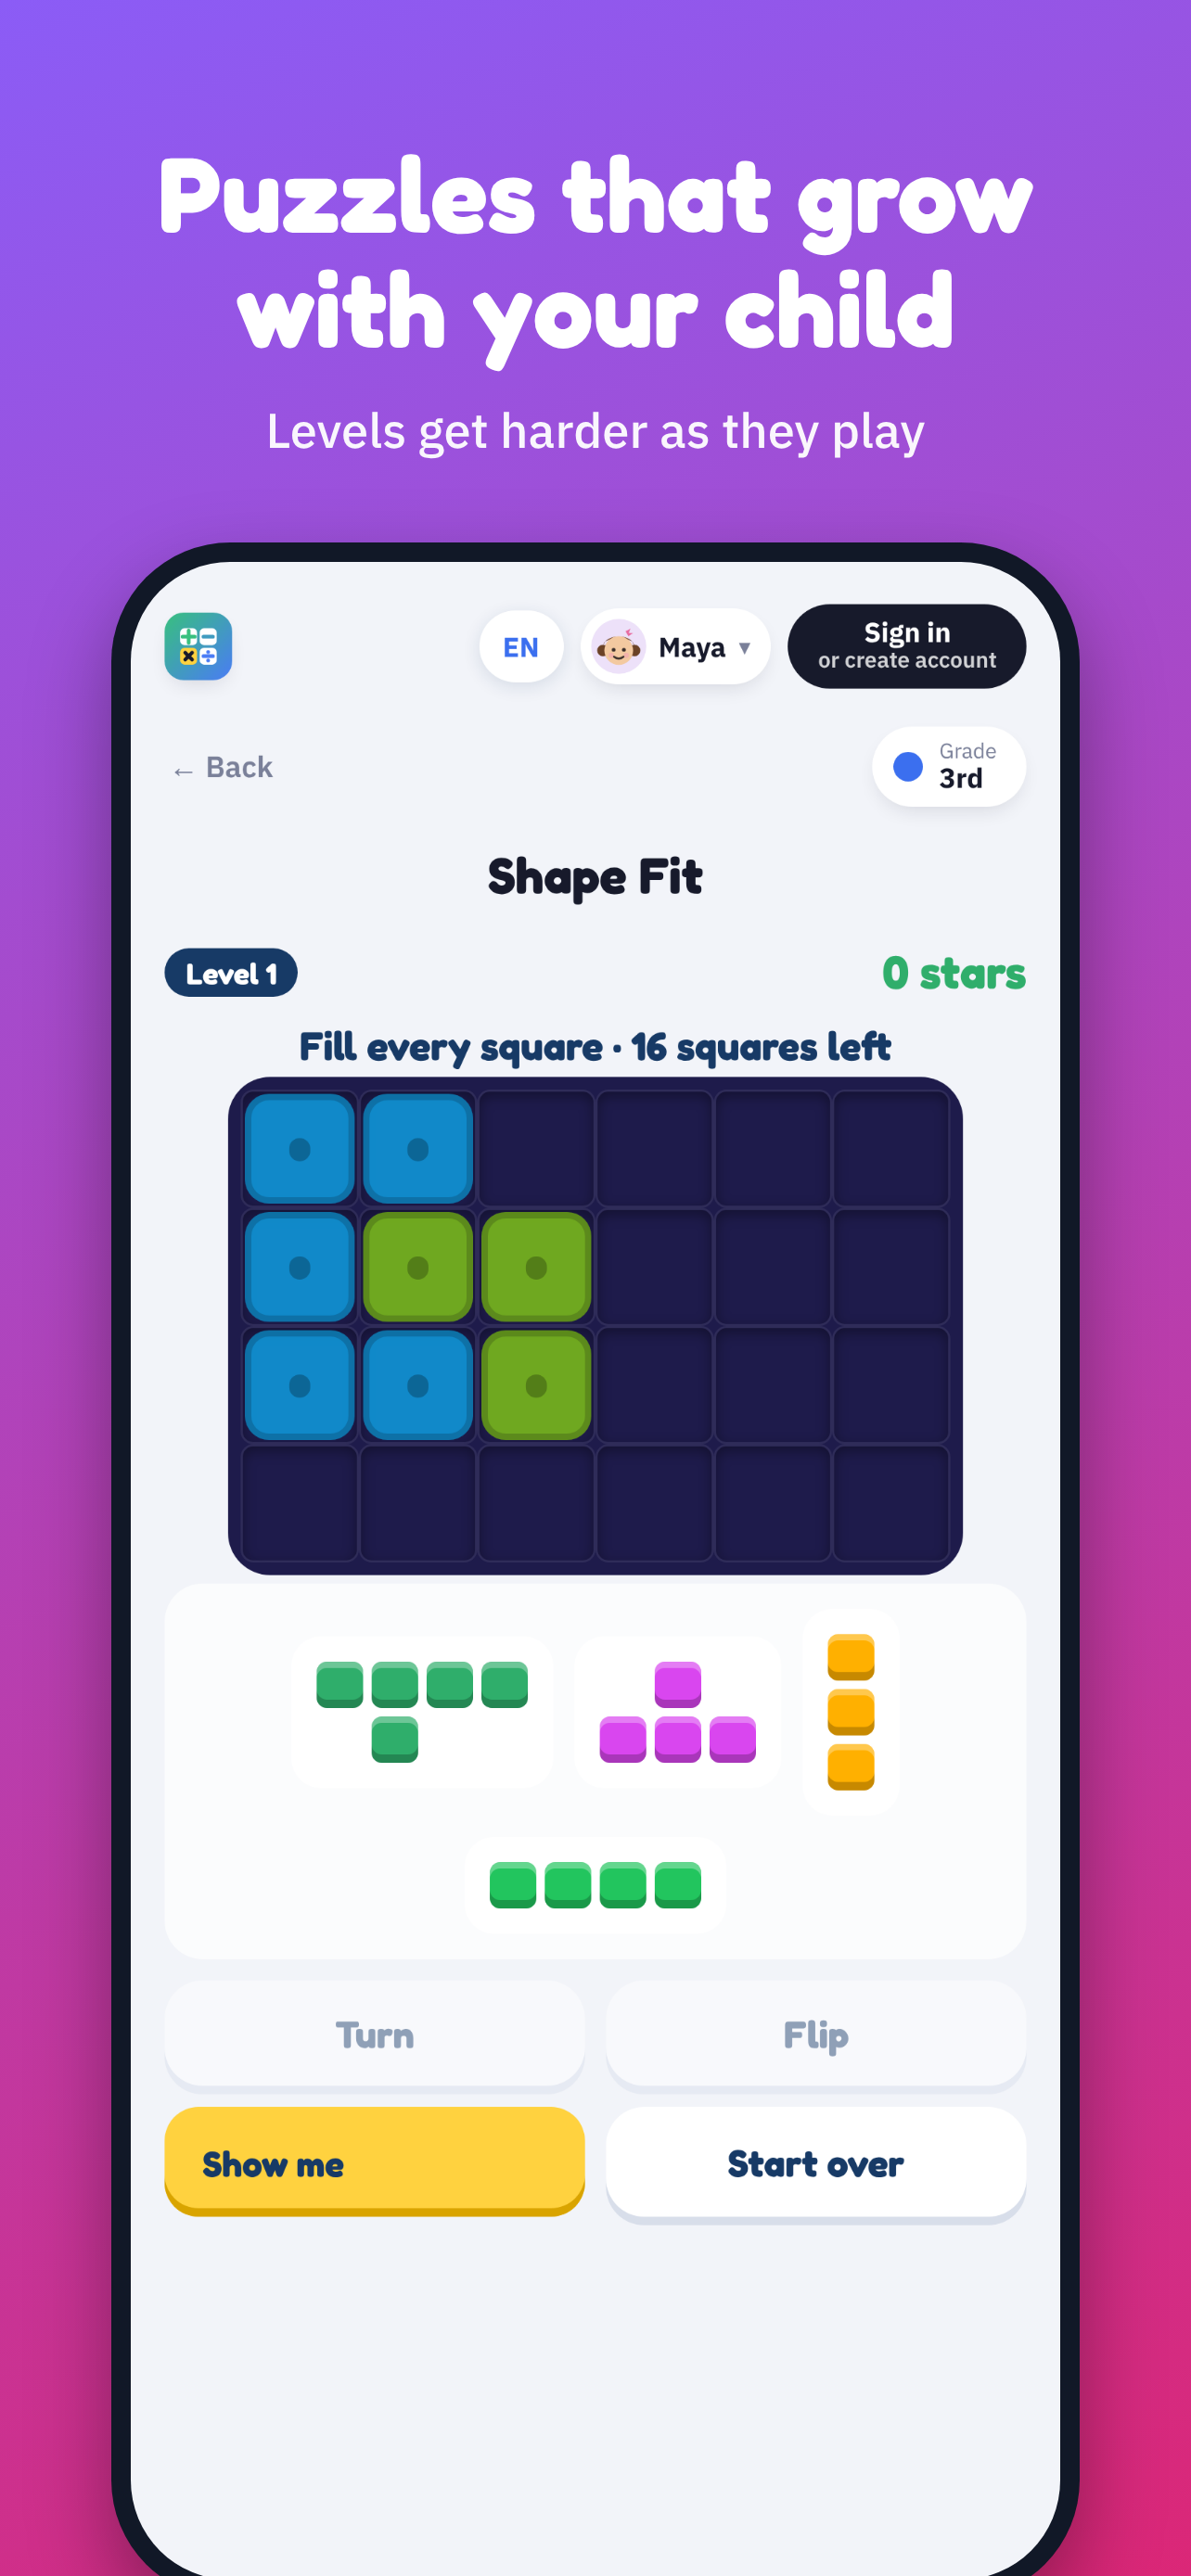 Puzzles that grow
with your child
Levels get harder as they play
EN
Maya ▾
Sign in
or create account
← Back
Grade
3rd
Shape Fit
Level 1
0 stars
Fill every square · 16 squares left
Turn
Flip
Show me
Start over